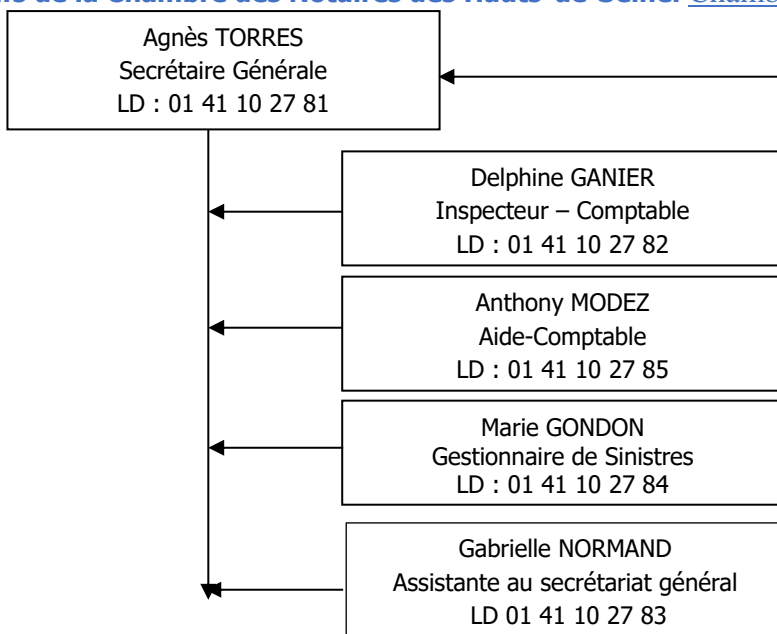 de la Chambre des Notaires des Hauts-de-Seine.
Agnès TORRES
Secrétaire Générale
LD : 01 41 10 27 81
Delphine GANIER
Inspecteur – Comptable
LD : 01 41 10 27 82
Anthony MODEZ
Aide-Comptable
LD : 01 41 10 27 85
Marie GONDON
Gestionnaire de Sinistres
LD : 01 41 10 27 84
Gabrielle NORMAND
Assistante au secrétariat général
LD 01 41 10 27 83